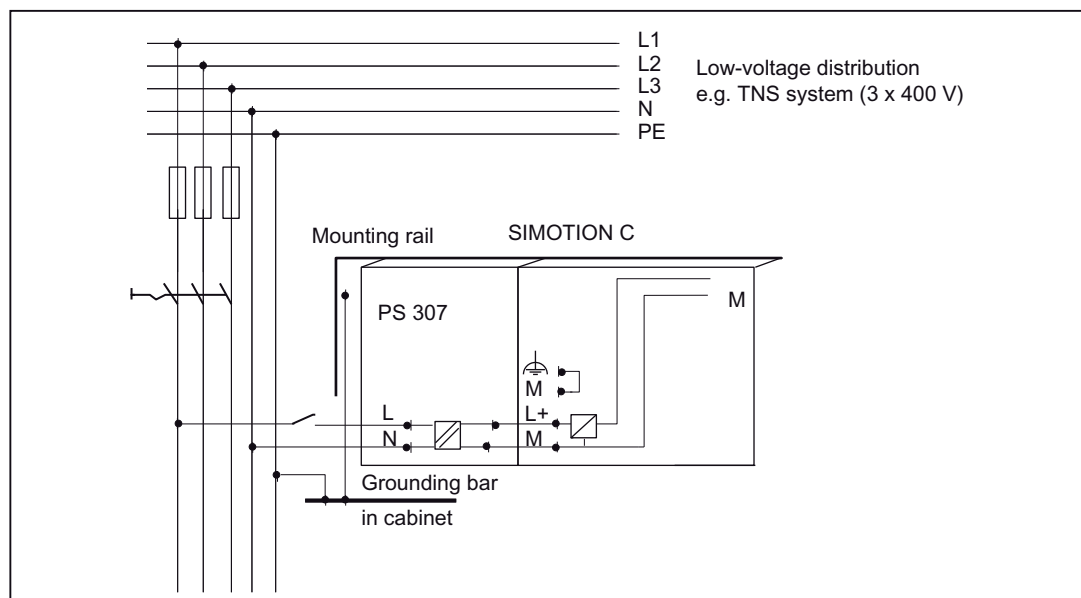 L1
L2
L3
N
PE
Low-voltage distribution
e.g. TNS system (3 x 400 V)
Mounting rail
SIMOTION C
PS 307
M
M
L
L+
N
M
Grounding bar
in cabinet